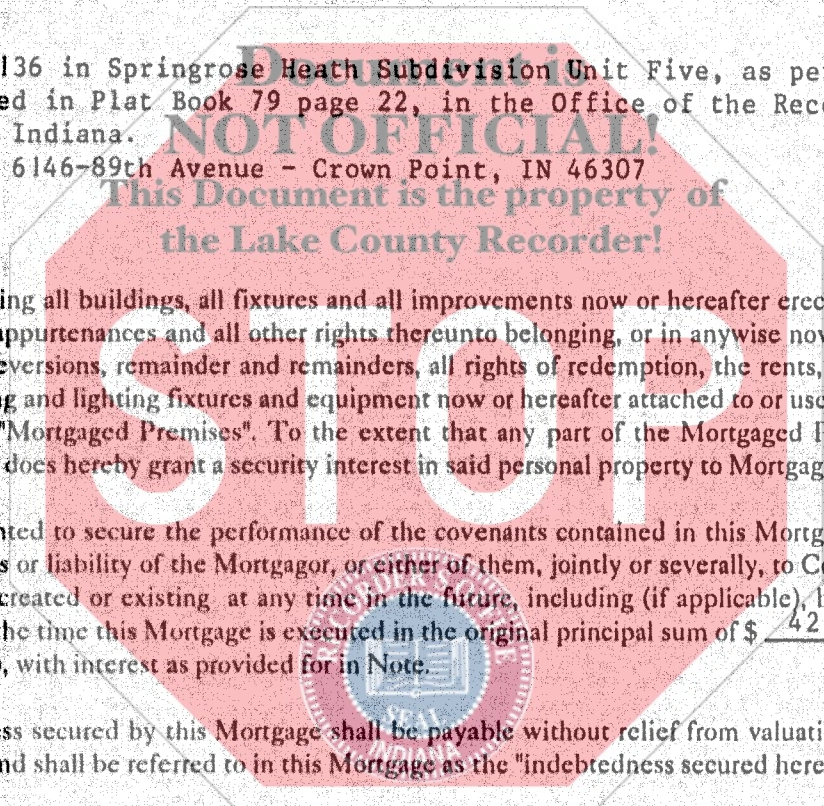 136 in Springrose Heath Subdivision Unit Five, as pe
ed in Plat Book 79 page 22, in the Office of the Rec
Indiana.
6146-89th Avenue - Crown Point, IN 46307
Document is
NOT OFFICIAL!
This Document is the property of
the Lake County Recorder!
STOP
ing all buildings, all fixtures and all improvements now or hereafter erec
appurtenances and all other rights thereunto belonging, or in anywise nov
eversions, remainder and remainders, all rights of redemption, the rents,
g and lighting fixtures and equipment now or hereafter attached to or use
"Mortgaged Premises". To the extent that any part of the Mortgaged P
does hereby grant a security interest in said personal property to Mortgag
nted to secure the performance of the covenants contained in this Mortg
s or liability of the Mortgagor, or either of them, jointly or severally, to C
created or existing at any time in the future, including (if applicable), b
he time this Mortgage is executed in the original principal sum of $ 42
, with interest as provided for in Note.
ss secured by this Mortgage shall be payable without relief from valuati
nd shall be referred to in this Mortgage as the "indebtedness secured here
RECORDER'S OFFICE
SEAL
INDIANA